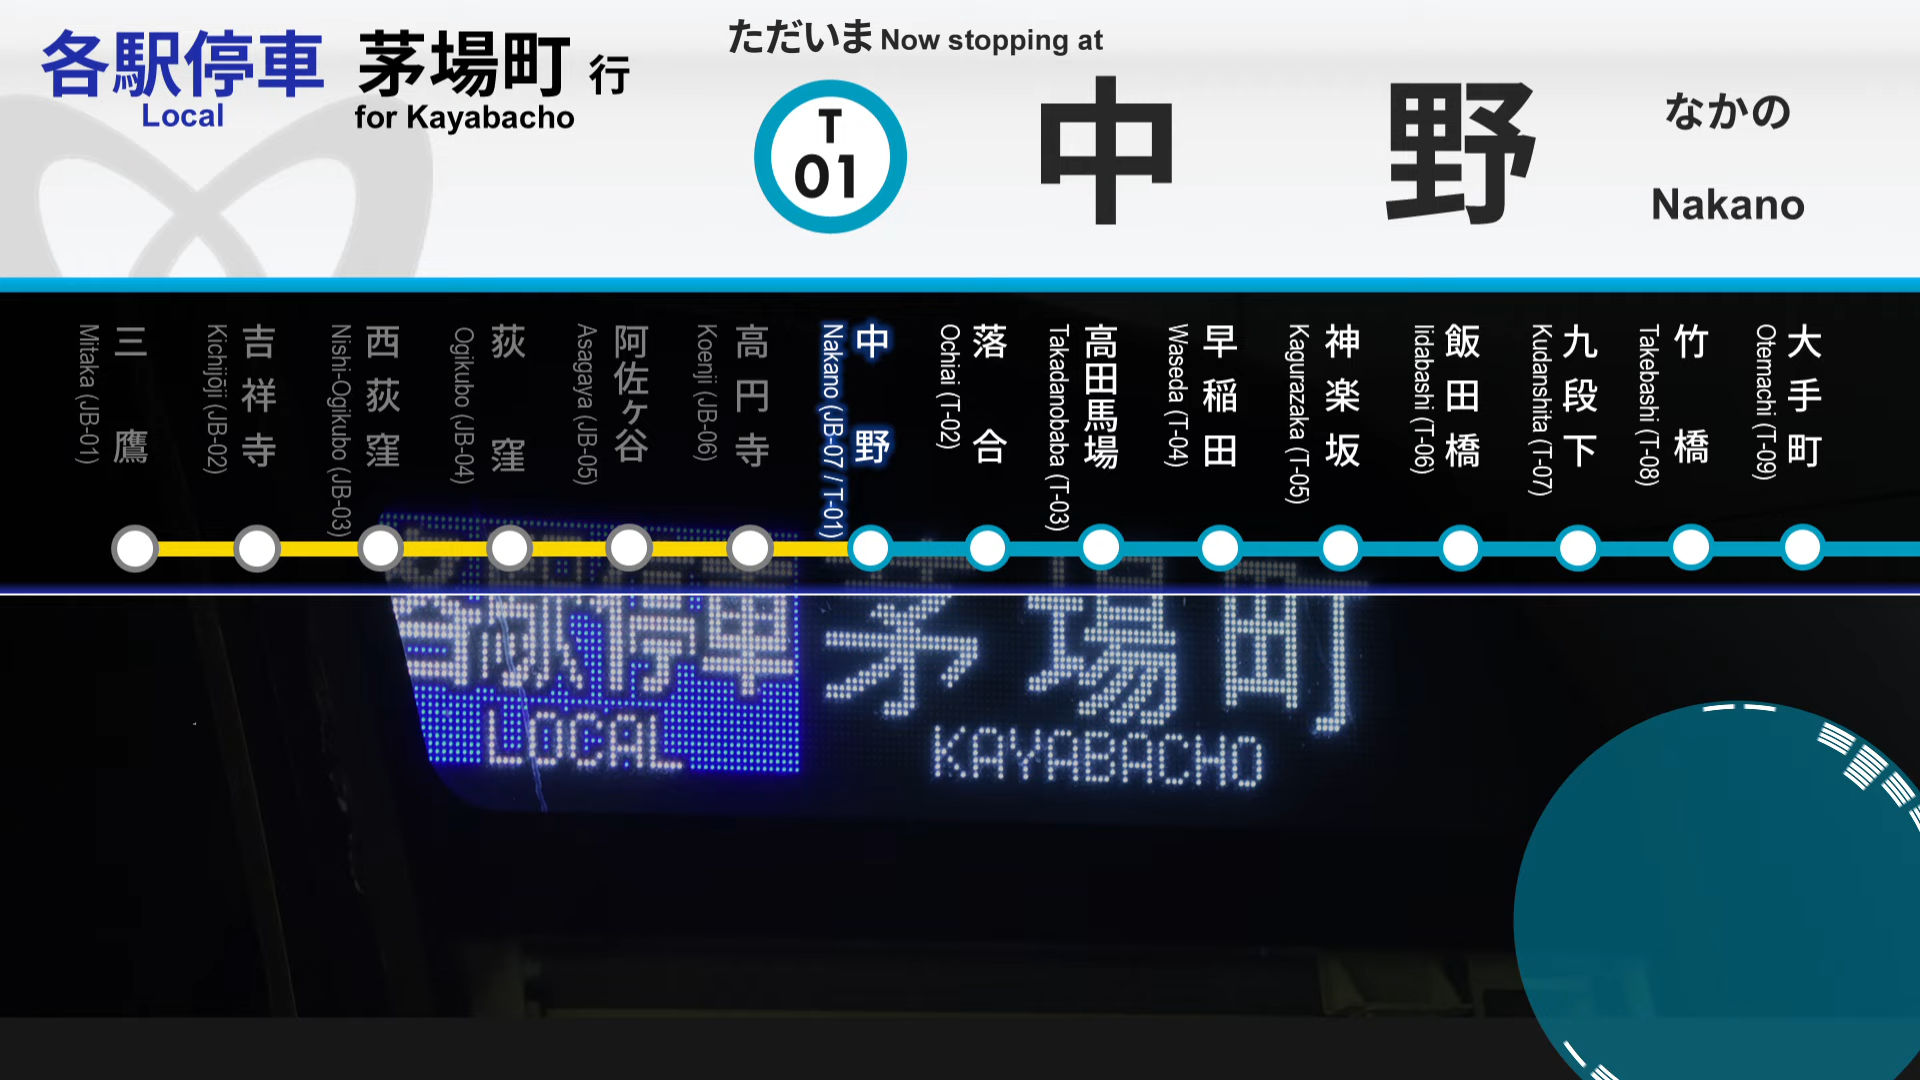 各駅停車 茅場町 行
Local for Kayabacho
ただいま Now stopping at
T
01
中野
なかの
Nakano
三鷹
Mitaka (JB-01)
吉祥寺
Kichijōji (JB-02)
西荻窪
Nishi-Ogikubo (JB-03)
荻窪
Ogikubo (JB-04)
阿佐ケ谷
Asagaya (JB-05)
高円寺
Koenji (JB-06)
中野
Nakano (JB-07 / T-01)
落合
Ochiai (T-02)
高田馬場
Takadanobaba (T-03)
早稲田
Waseda (T-04)
神楽坂
Kagurazaka (T-05)
飯田橋
Iidabashi (T-06)
九段下
Kudanshita (T-07)
竹橋
Takebashi (T-08)
大手町
Otemachi (T-09)
各駅停車 茅場町
LOCAL KAYABACHO